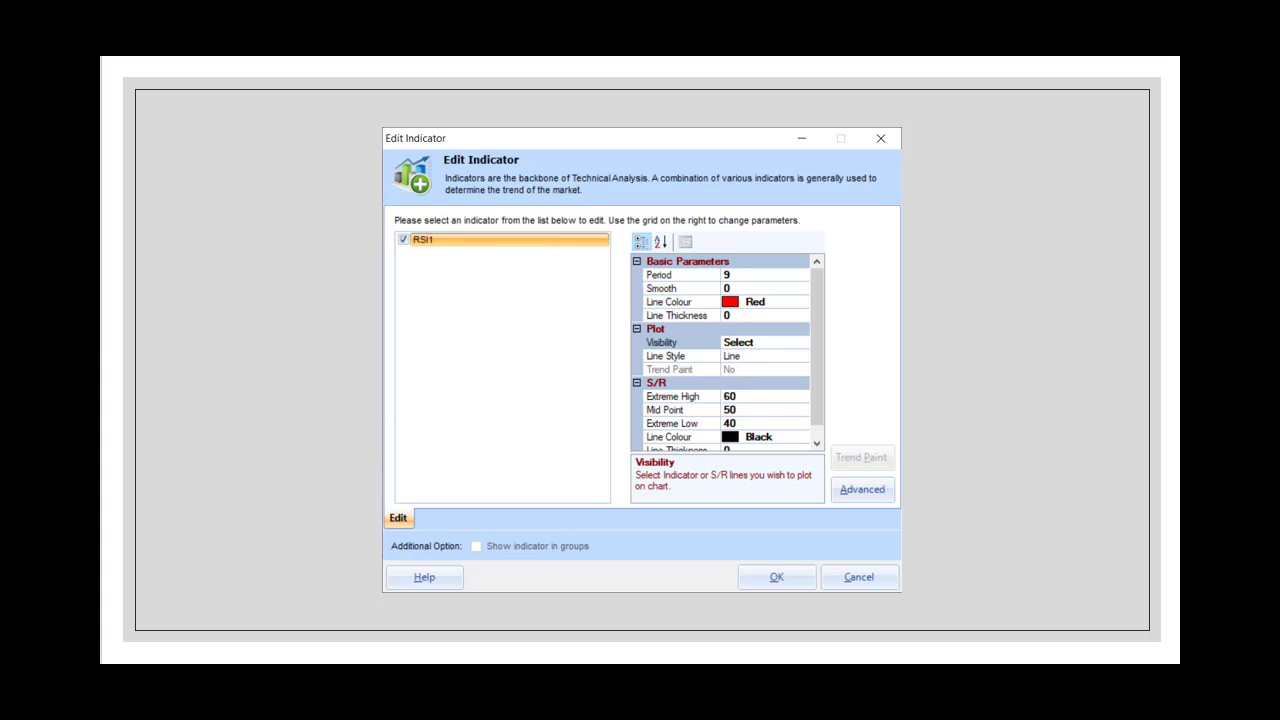 Edit Indicator
Edit Indicator
Indicators are the backbone of Technical Analysis. A combination of various indicators is generally used to
determine the trend of the market.
Please select an indicator from the list below to edit. Use the grid on the right to change parameters.
RSI1
Basic Parameters
Period 9
Smooth 0
Line Colour Red
Line Thickness 0
Plot
Visibility Select
Line Style Line
Trend Paint No
S/R
Extreme High 60
Mid Point 50
Extreme Low 40
Line Colour Black
Line Thickness 0
Visibility
Select Indicator or S/R lines you wish to plot
on chart.
Trend Paint
Advanced
Edit
Additional Option: Show indicator in groups
Help OK Cancel